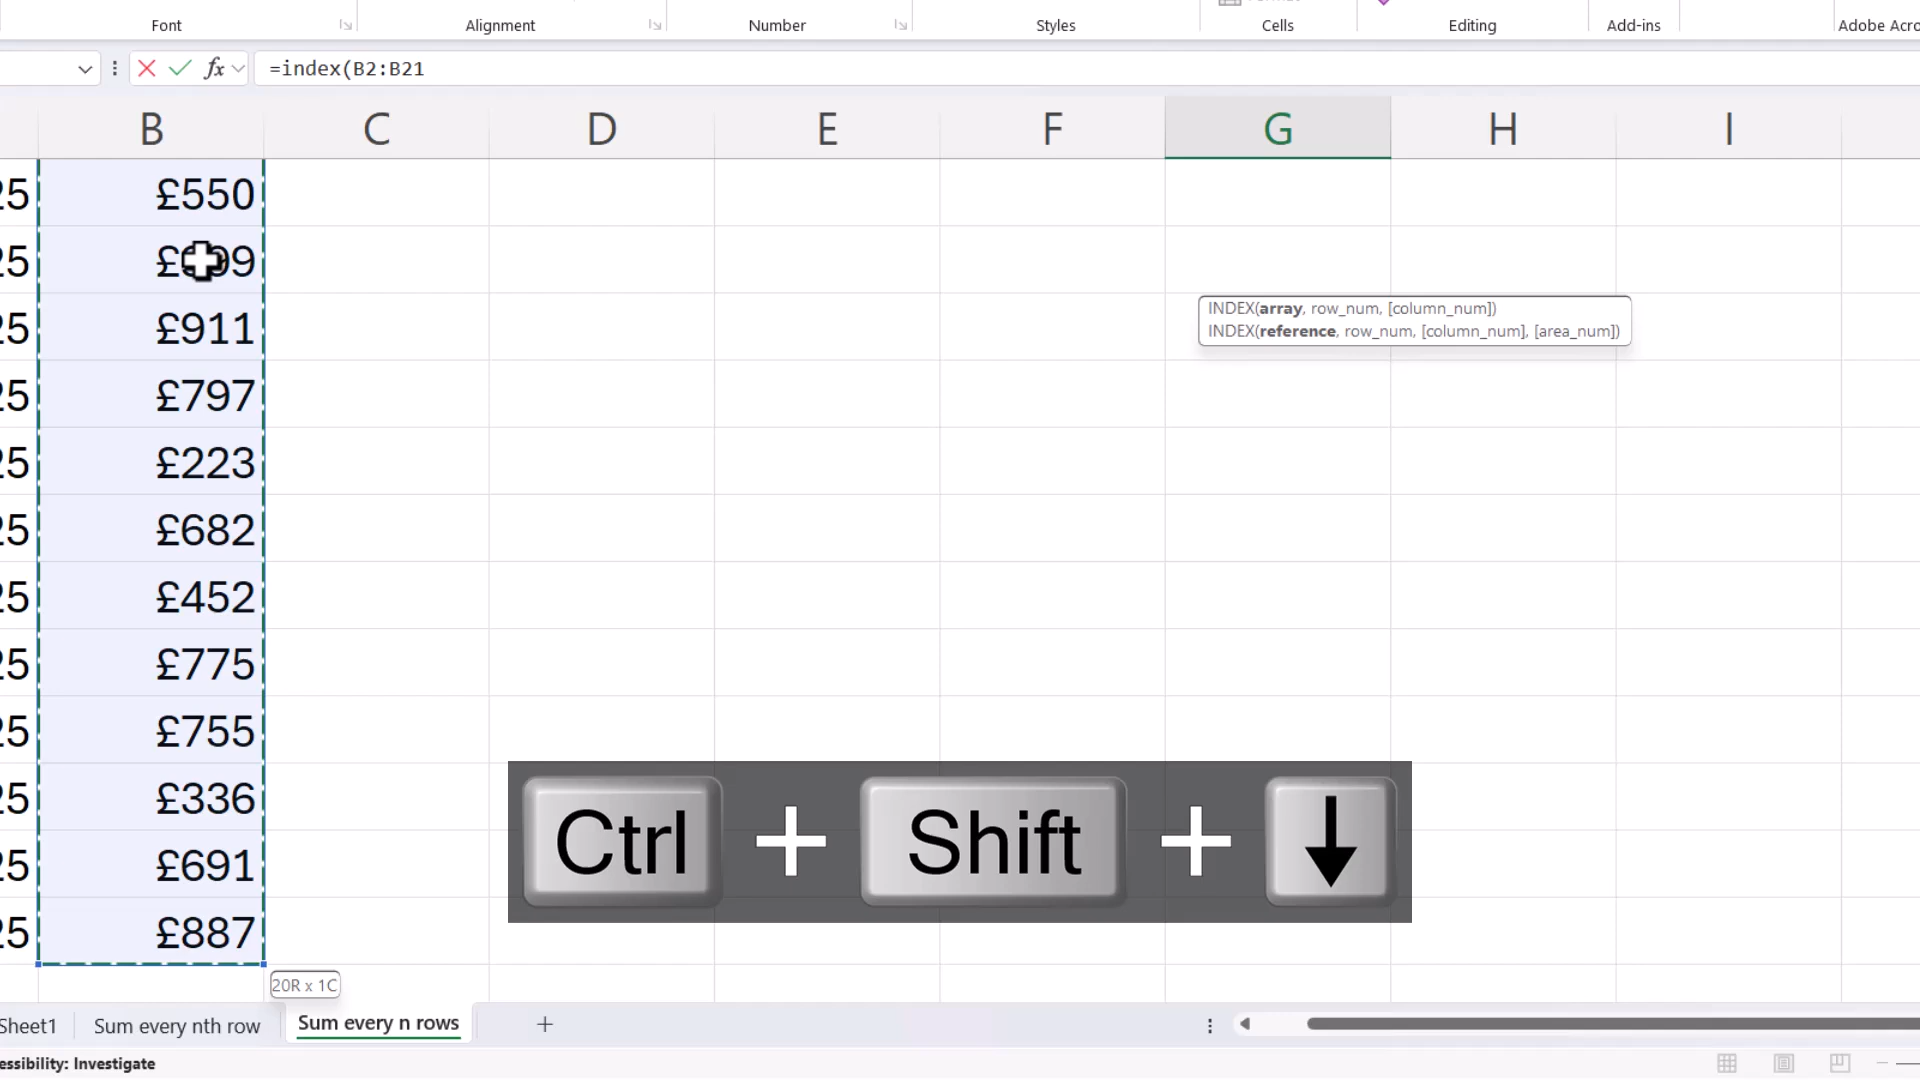 Font Alignment Number Styles Cells Editing Add-ins Adobe Acro
fx =index(B2:B21
B C D E F G H I
25 £550
25
25 £911
25 £797
25 £223
25 £682
25 £452
25 £775
25 £755
25 £336
25 £691
25 £887
INDEX(array, row_num, [column_num])
INDEX(reference, row_num, [column_num], [area_num])
Ctrl + Shift + ↓
20R x 1C
Sheet1 Sum every nth row Sum every n rows +
essibility: Investigate